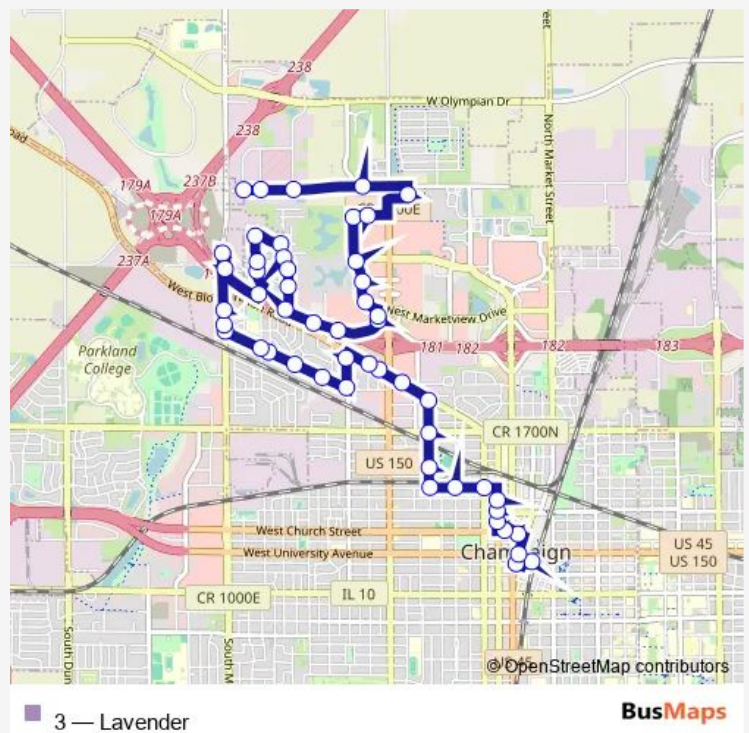 238
W Olympian Dr
238
North Market Street
179A
237B
179A
237A
West Marketview Drive
181
182
182
183
Parkland
College
CR 1700N
US 150
West Church Street
West University Avenue
Champaign
US 45
US 150
CR 1000E
IL 10
© OpenStreetMap contributors
BusMaps
3 — Lavender